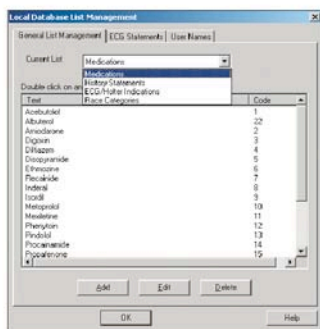 Local Database List Management
General List Management ECG Statements User Names
Current List Medications
Medications
History Statements
ECG/Holter Indications
Race Categories
Double click on an
Text Code
Acebutolol 1
Albuterol 22
Amiodarone 2
Digoxin 3
Diltiazem 4
Disopyramide 5
Ethmozine 6
Flecainide 7
Inderal 8
Isordil 9
Metoprolol 10
Mexiletine 11
Phenytoin 12
Pindolol 13
Procainamide 14
Propafenone 15
Add Edit Delete
OK Help